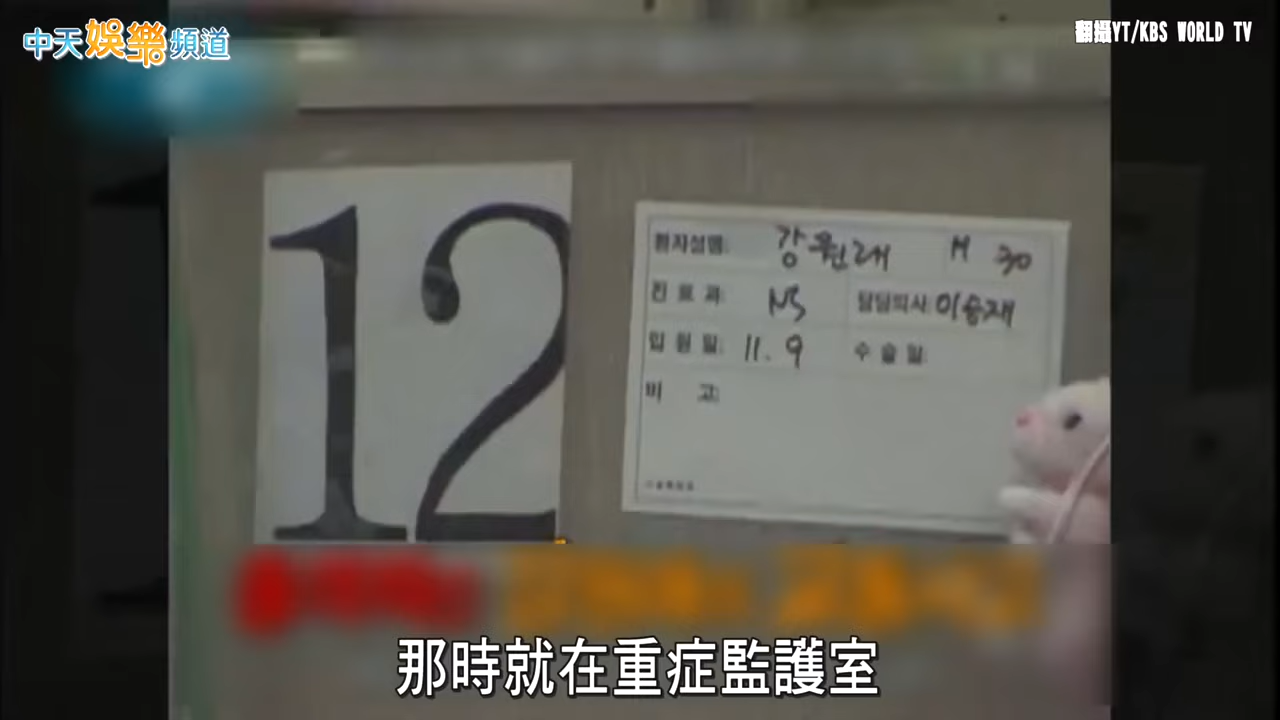 中天娛樂頻道
翻攝YT/KBS WORLD TV
12
환자성명: 강원래 M 30
진료과: NS 담당의사: 이승재
입원일: 11.9 수술일:
비 고:
那時就在重症監護室